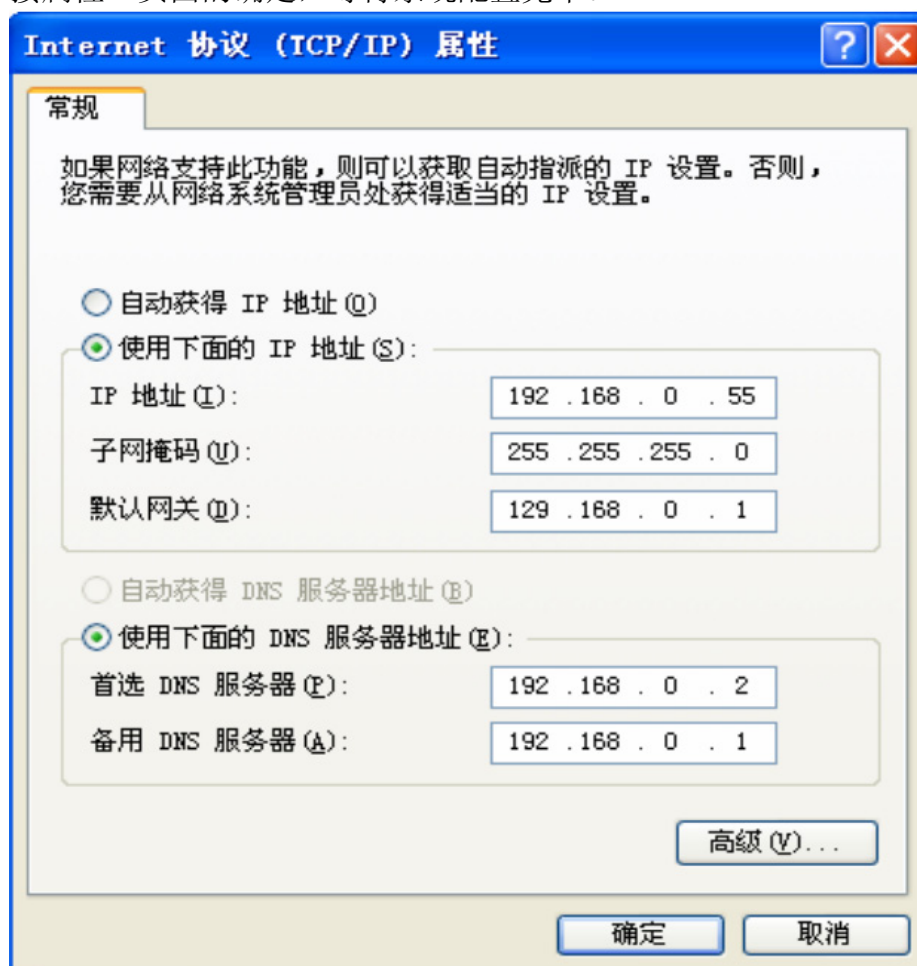 Internet 协议 (TCP/IP) 属性
常规
如果网络支持此功能，则可以获取自动指派的 IP 设置。否则，
您需要从网络系统管理员处获得适当的 IP 设置。
自动获得 IP 地址(O)
使用下面的 IP 地址(S):
IP 地址(I): 192 .168 . 0 . 55
子网掩码(U): 255 .255 .255 . 0
默认网关(D): 129 .168 . 0 . 1
自动获得 DNS 服务器地址(B)
使用下面的 DNS 服务器地址(E):
首选 DNS 服务器(P): 192 .168 . 0 . 2
备用 DNS 服务器(A): 192 .168 . 0 . 1
高级(V)...
确定 取消